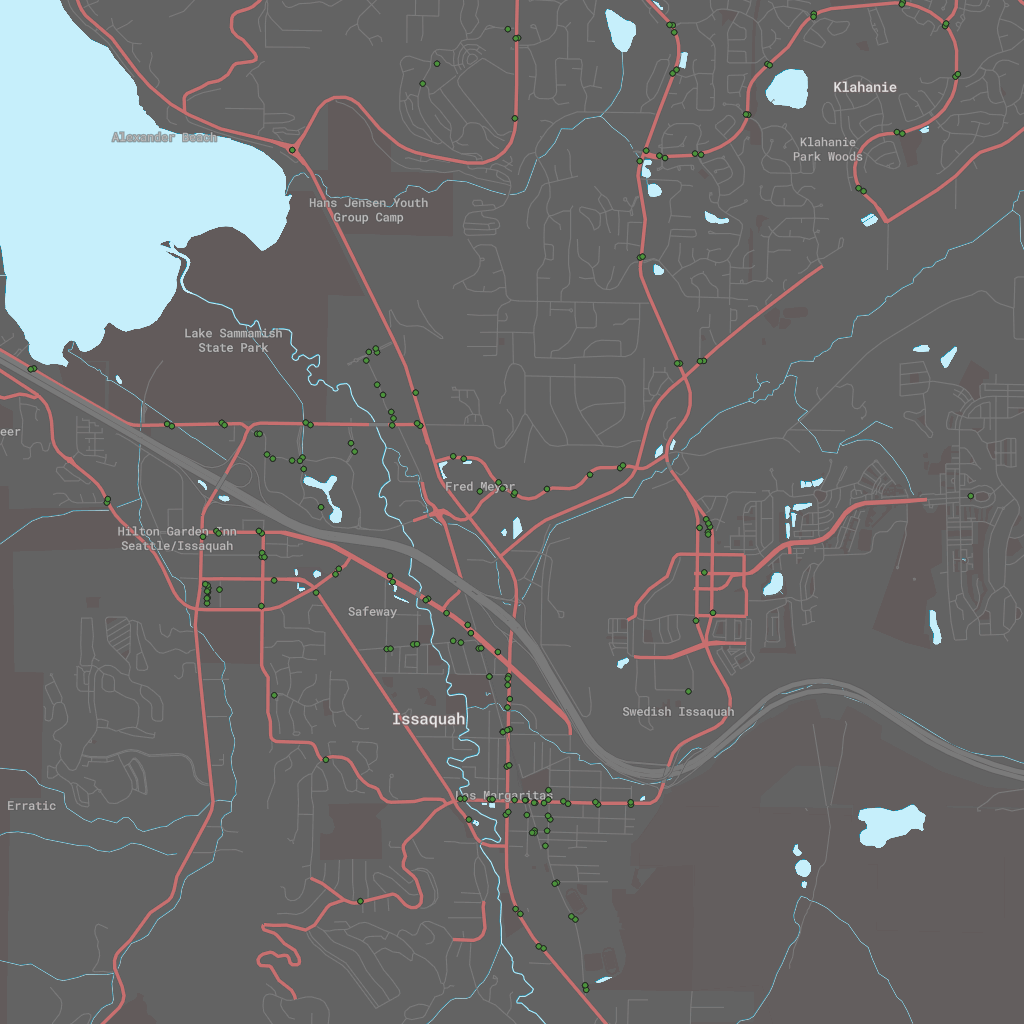 Klahanie
Alexander Beach
Klahanie
Park Woods
Hans Jensen Youth
Group Camp
Lake Sammamish
State Park
eer
Fred Meyer
Hilton Garden Inn
Seattle/Issaquah
Safeway
Issaquah
Swedish Issaquah
Las Margaritas
Erratic